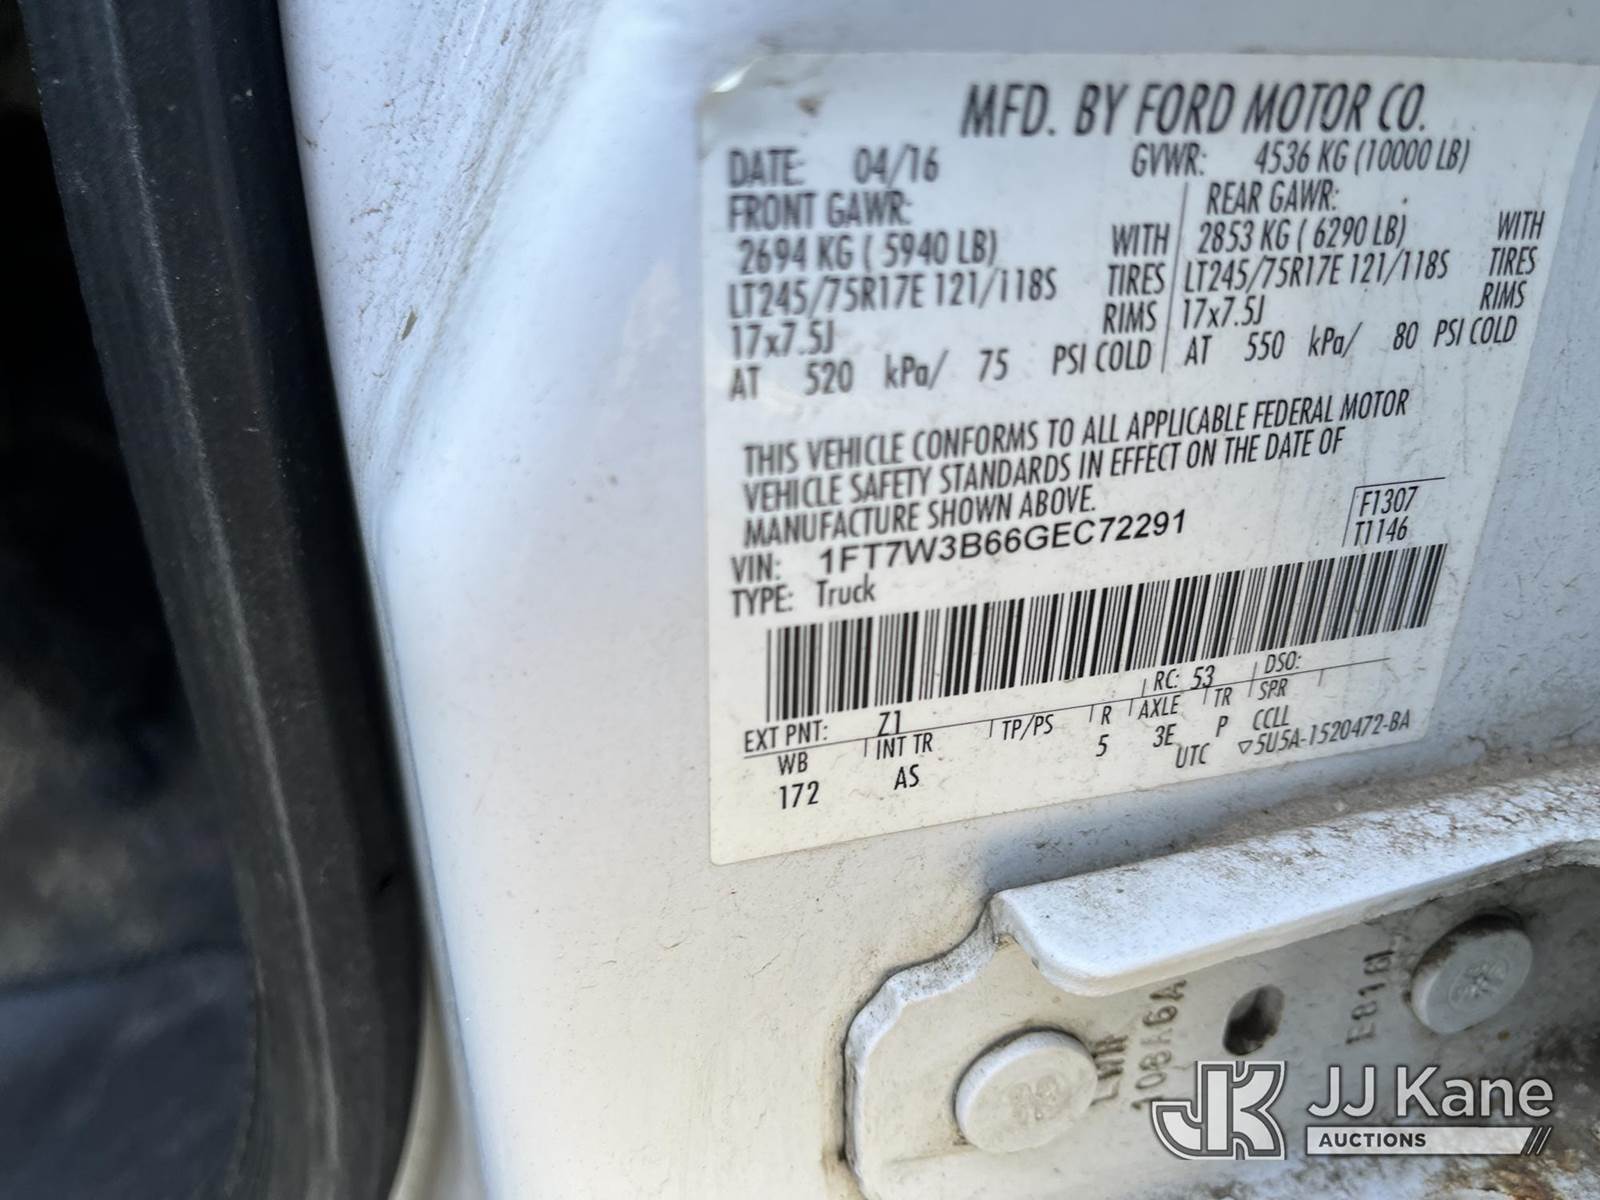 MFD. BY FORD MOTOR CO.
DATE: 04/16 GVWR: 4536 KG (10000 LB)
FRONT GAWR: REAR GAWR:
2694 KG ( 5940 LB) WITH 2853 KG ( 6290 LB) WITH
LT245/75R17E 121/118S TIRES LT245/75R17E 121/118S TIRES
17x7.5J RIMS 17x7.5J RIMS
AT 520 kPa/ 75 PSI COLD AT 550 kPa/ 80 PSI COLD
THIS VEHICLE CONFORMS TO ALL APPLICABLE FEDERAL MOTOR
VEHICLE SAFETY STANDARDS IN EFFECT ON THE DATE OF
MANUFACTURE SHOWN ABOVE.
F1307
VIN: 1FT7W3B66GEC72291 T1146
TYPE: Truck
EXT PNT: Z1 RC: 53 DSO:
WB INT TR TP/PS R AXLE TR SPR
172 AS 5 3E P CCLL
UTC ▽5U5A-1520472-BA
108A6A
E8161
JK JJ Kane
AUCTIONS